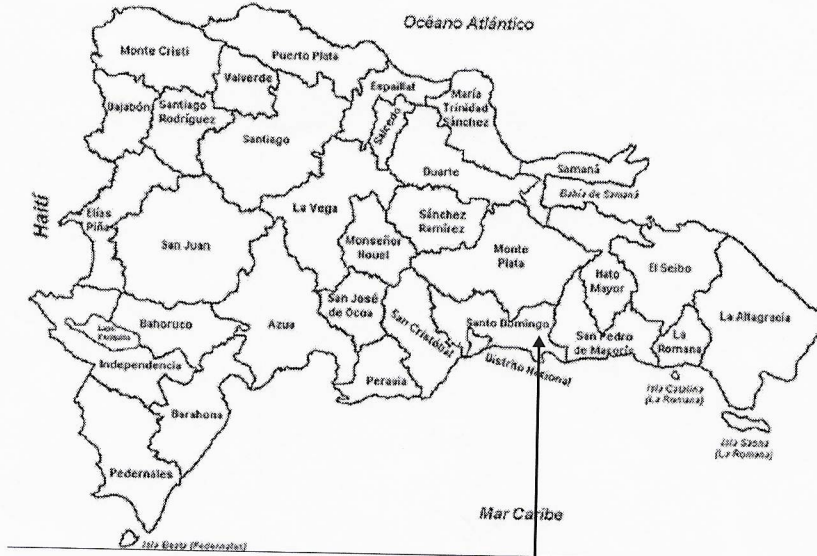 Océano Atlántico
Monte Cristi
Puerto Plata
Valverde
Espaillat
María
Trinidad
Sánchez
Dajabón
Santiago
Rodríguez
Salcedo
Santiago
Duarte
Samaná
Bahía de Samaná
Haití
Elías
Piña
La Vega
Sánchez
Ramírez
San Juan
Monseñor
Nouel
Monte
Plata
Hato
Mayor
El Seibo
San José
de Ocoa
La Altagracia
Bahoruco
Azua
San Cristóbal
Santo Domingo
San Pedro
de Macorís
La
Romana
Lago
Independencia
Peravia
Distrito Nacional
Isla Catalina
(La Romana)
Barahona
Isla Saona
(La Romana)
Pedernales
Mar Caribe
Isla Beata (Pedernales)